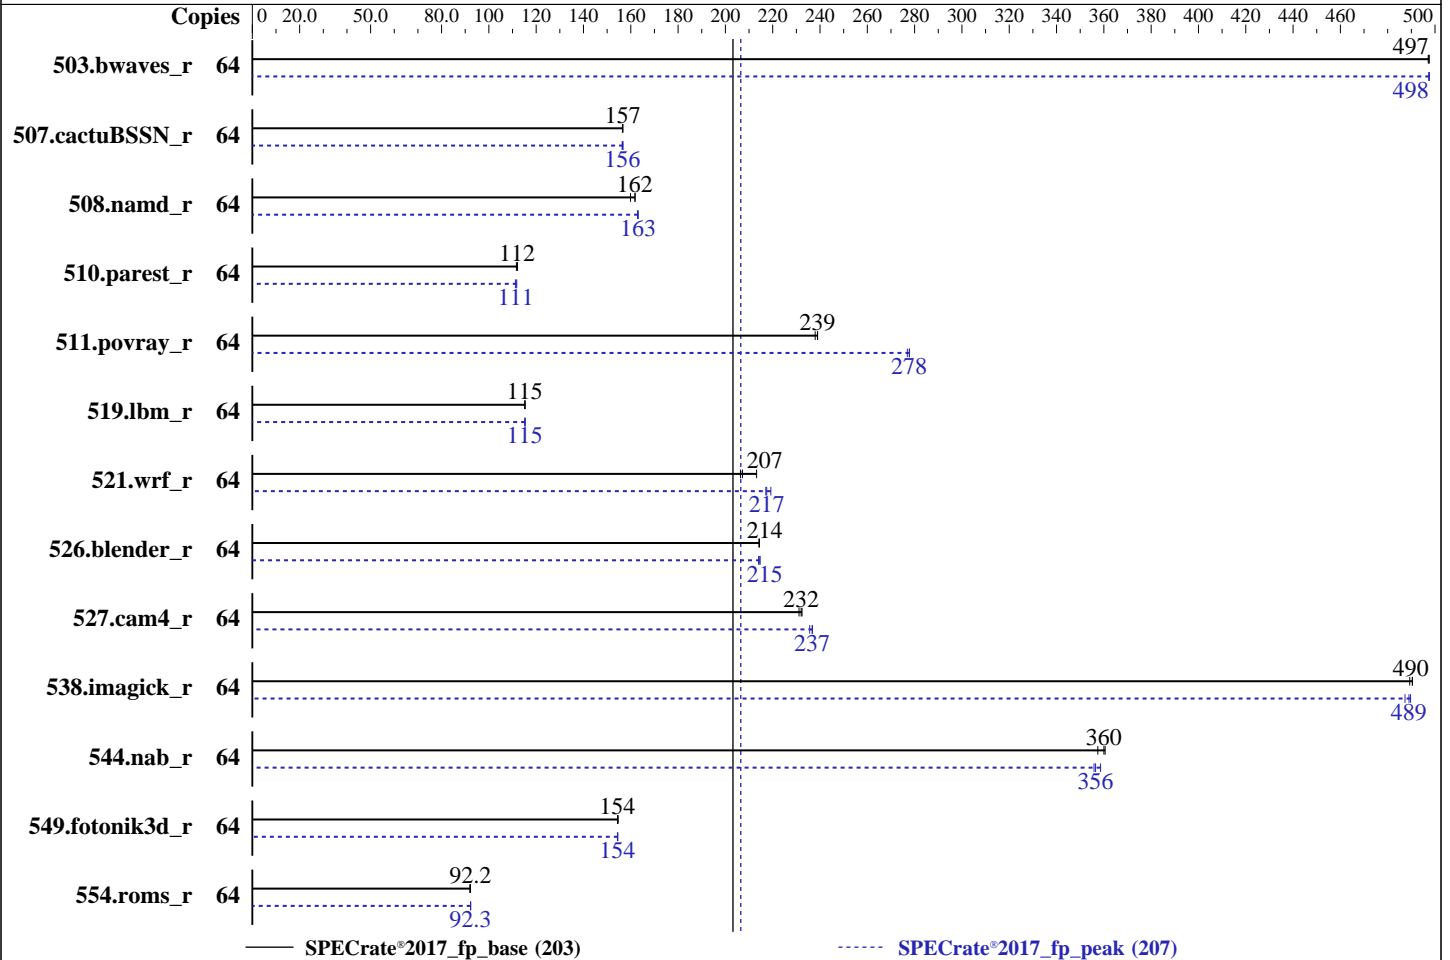 Copies 0 20.0 50.0 80.0 100 120 140 160 180 200 220 240 260 280 300 320 340 360 380 400 420 440 460 500
497
503.bwaves_r 64
498
157
507.cactuBSSN_r 64
156
162
508.namd_r 64
163
112
510.parest_r 64
111
239
511.povray_r 64
278
115
519.lbm_r 64
115
207
521.wrf_r 64
217
214
526.blender_r 64
215
232
527.cam4_r 64
237
490
538.imagick_r 64
489
360
544.nab_r 64
356
154
549.fotonik3d_r 64
154
92.2
554.roms_r 64
92.3
SPECrate®2017_fp_base (203) SPECrate®2017_fp_peak (207)